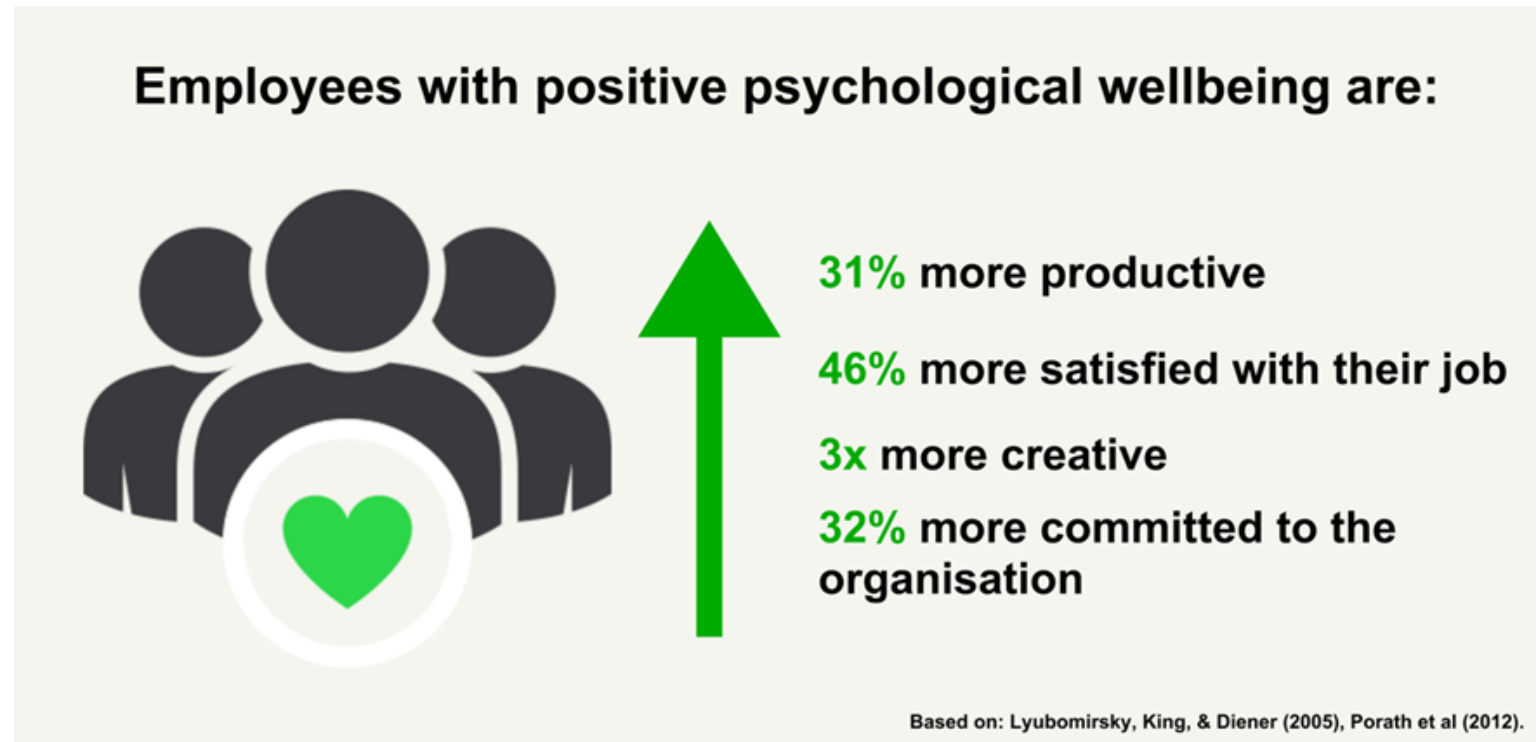 Employees with positive psychological wellbeing are:
31% more productive
46% more satisfied with their job
3x more creative
32% more committed to the
organisation
Based on: Lyubomirsky, King, & Diener (2005), Porath et al (2012).